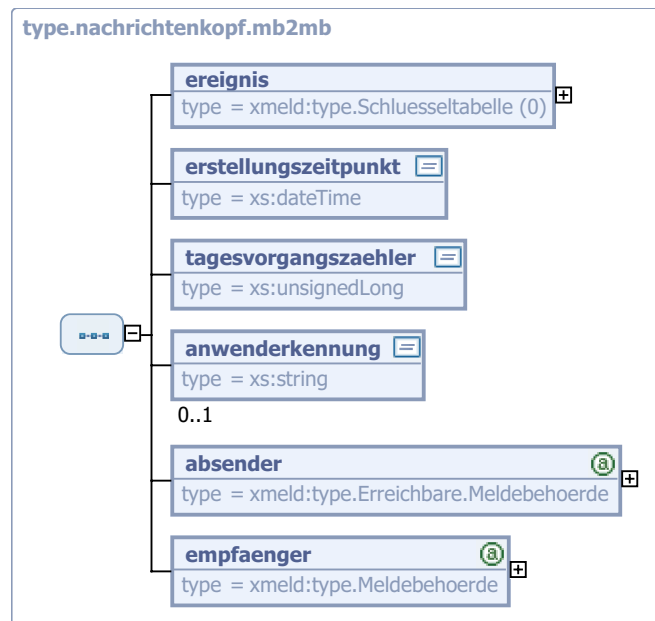 type.nachrichtenkopf.mb2mb
ereignis
type = xmeld:type.Schluesseltabelle (0)
erstellungszeitpunkt
type = xs:dateTime
tagesvorgangszaehler
type = xs:unsignedLong
anwenderkennung
type = xs:string
0..1
absender
type = xmeld:type.Erreichbare.Meldebehoerde
empfaenger
type = xmeld:type.Meldebehoerde